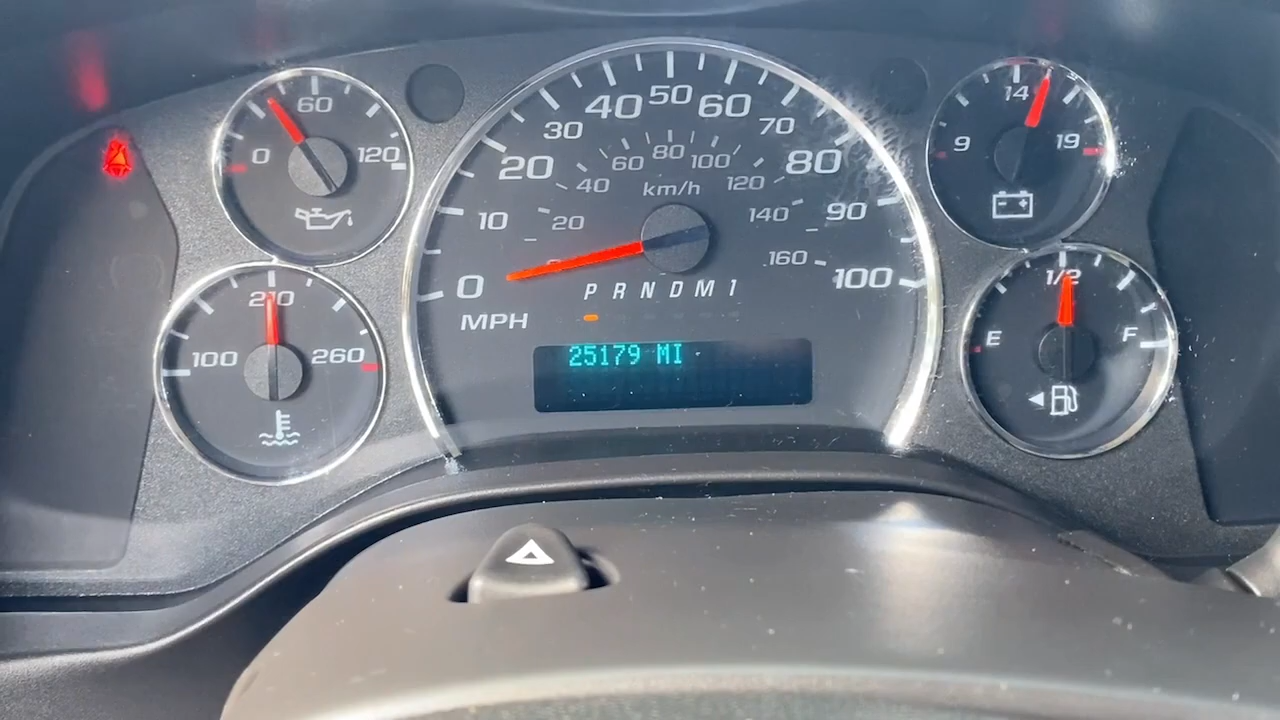 0 60 120
100 210 260
0 10 20 30 40 50 60 70 80 90 100
20 40 60 80 100 120 140 160
km/h
P R N D M 1
MPH
25179 MI
9 14 19
E 1/2 F